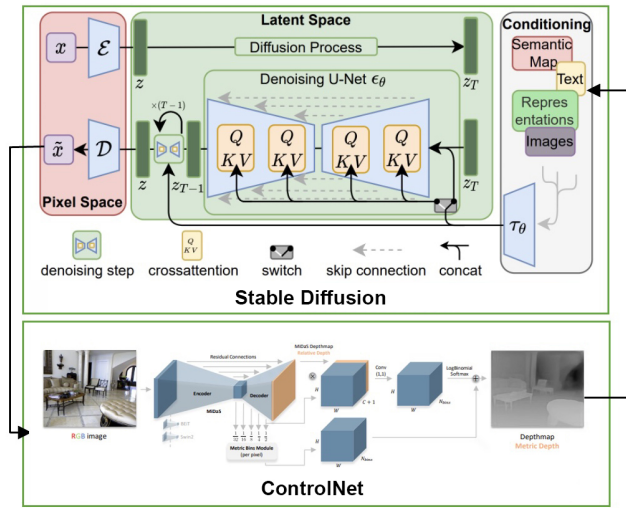 Latent Space
Conditioning
x
ℰ
Diffusion Process
z
z_T
Semantic
Map
Text
Repres
entations
Images
Denoising U-Net ϵ_θ
×(T−1)
Q
KV
Q
KV
Q
KV
Q
KV
x̃
𝒟
z
z_{T−1}
z_T
τ_θ
Pixel Space
Q
KV
denoising step
crossattention
switch
skip connection
concat
Stable Diffusion
MiDaS Depthmap
Relative Depth
Residual Connections
Encoder
Decoder
MiDaS
Conv
(1,1)
LogBinomial
Softmax
H
W
C + 1
H
W
N_bins
Metric Bins Module
(per pixel)
H
W
N_bins
RGB image
Depthmap
Metric Depth
ControlNet